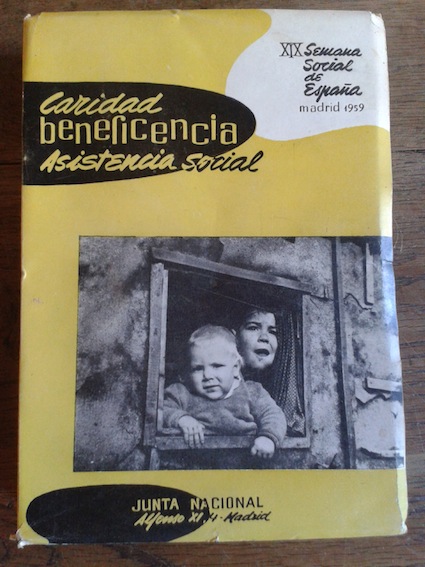 XIX Semana
Social
de
España
madrid 1959
Caridad
beneficencia
Asistencia social
JUNTA NACIONAL
Alfonso XI, 4 - Madrid